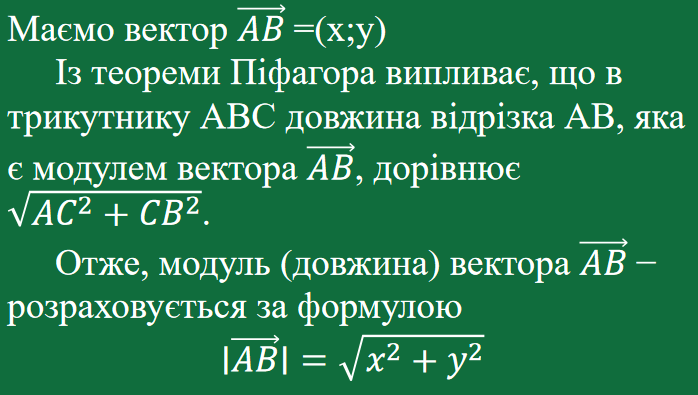 Маємо вектор $\overrightarrow{AB}$ =(x;y)
Із теореми Піфагора випливає, що в
трикутнику ABC довжина відрізка AB, яка
є модулем вектора $\overrightarrow{AB}$, дорівнює
$\sqrt{AC^2 + CB^2}$.
Отже, модуль (довжина) вектора $\overrightarrow{AB}$ –
розраховується за формулою
$|\overrightarrow{AB}| = \sqrt{x^2 + y^2}$